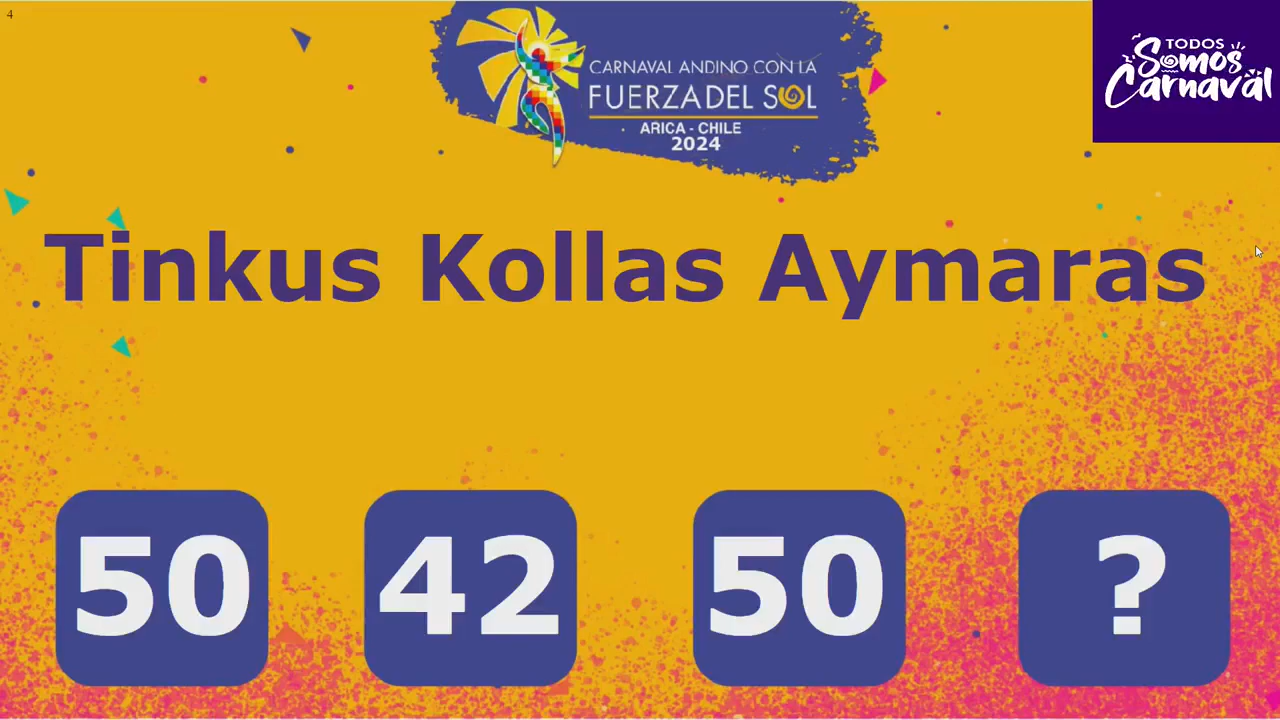 4
CARNAVAL ANDINO CON LA
FUERZA DEL SOL
ARICA - CHILE
2024
TODOS
Somos
Carnaval
Tinkus Kollas Aymaras
50 42 50 ?